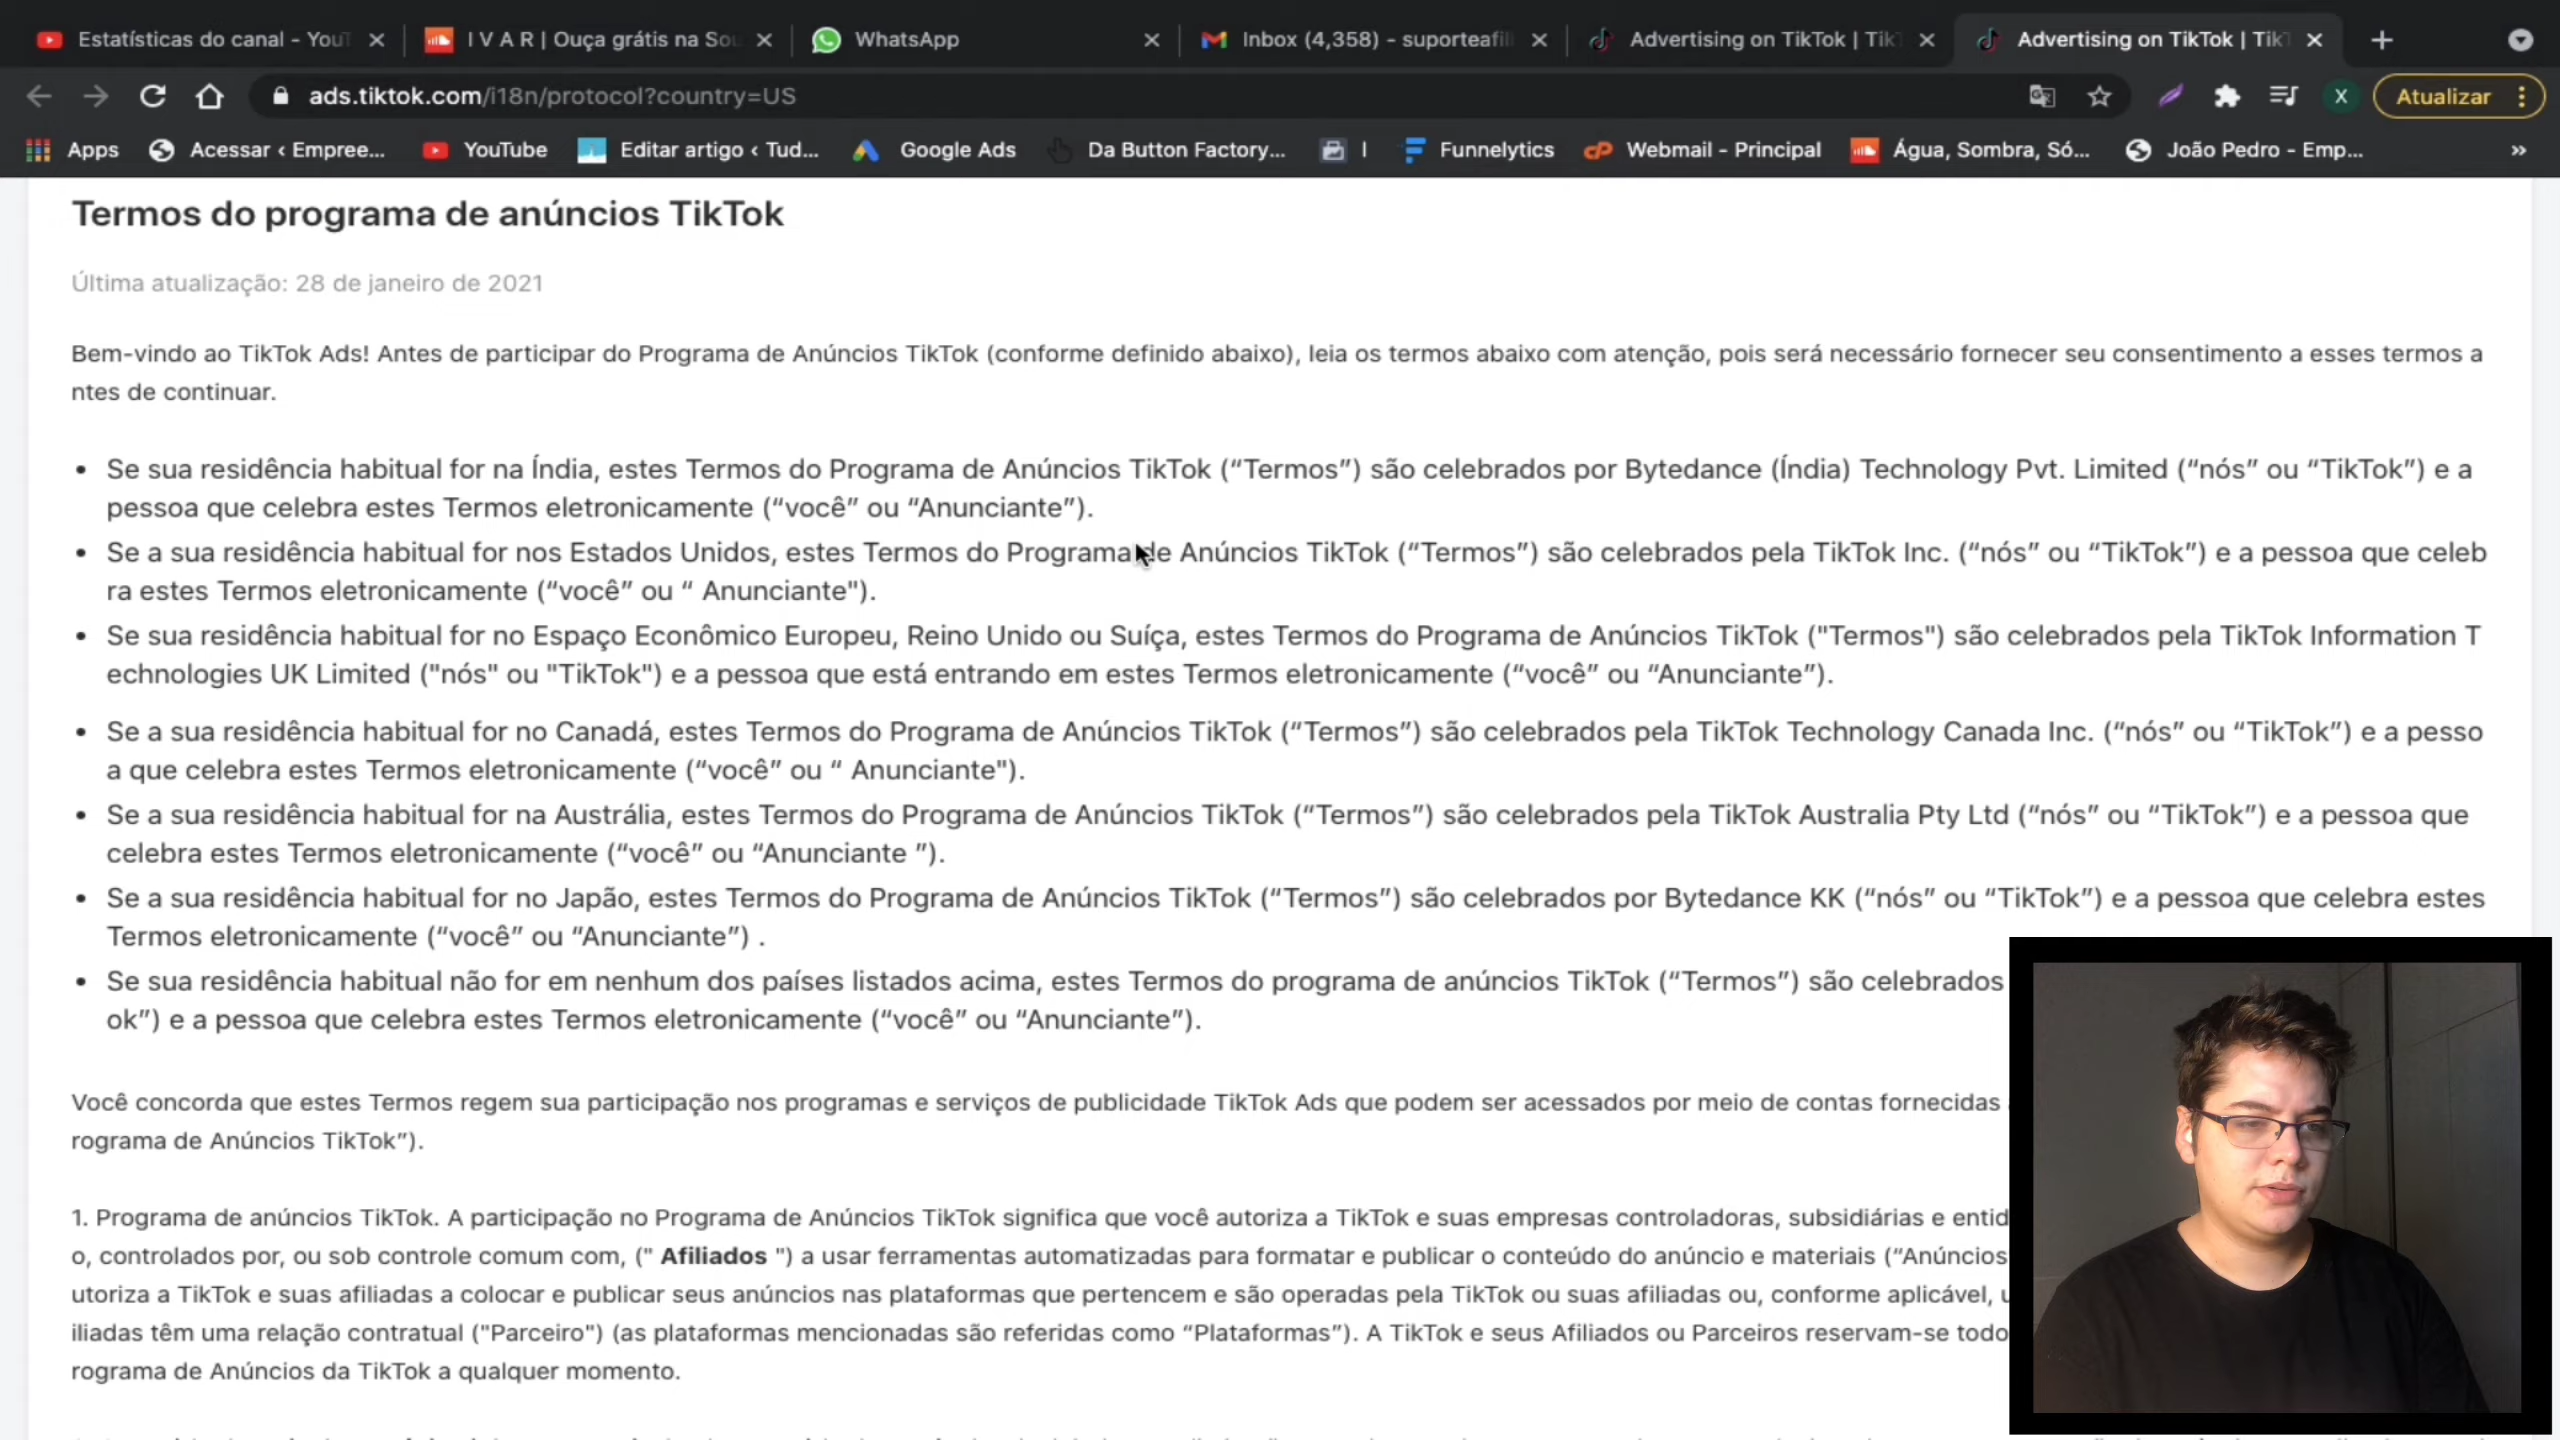 Estatísticas do canal - YouT
I V A R | Ouça grátis na Sou
WhatsApp
Inbox (4,358) - suporteafili
Advertising on TikTok | Tik
Advertising on TikTok | TikT
ads.tiktok.com/i18n/protocol?country=US
X
Atualizar
Apps
Acessar ‹ Empree...
YouTube
Editar artigo ‹ Tud...
Google Ads
Da Button Factory...
I
Funnelytics
Webmail - Principal
Água, Sombra, Só...
João Pedro - Emp...
»
Termos do programa de anúncios TikTok
Última atualização: 28 de janeiro de 2021
Bem-vindo ao TikTok Ads! Antes de participar do Programa de Anúncios TikTok (conforme definido abaixo), leia os termos abaixo com atenção, pois será necessário fornecer seu consentimento a esses termos a
ntes de continuar.
• Se sua residência habitual for na Índia, estes Termos do Programa de Anúncios TikTok (“Termos”) são celebrados por Bytedance (Índia) Technology Pvt. Limited (“nós” ou “TikTok”) e a
pessoa que celebra estes Termos eletronicamente (“você” ou “Anunciante”).
• Se a sua residência habitual for nos Estados Unidos, estes Termos do Programa de Anúncios TikTok (“Termos”) são celebrados pela TikTok Inc. (“nós” ou “TikTok”) e a pessoa que celeb
ra estes Termos eletronicamente (“você” ou “ Anunciante").
• Se sua residência habitual for no Espaço Econômico Europeu, Reino Unido ou Suíça, estes Termos do Programa de Anúncios TikTok ("Termos") são celebrados pela TikTok Information T
echnologies UK Limited ("nós" ou "TikTok") e a pessoa que está entrando em estes Termos eletronicamente (“você” ou “Anunciante”).
• Se a sua residência habitual for no Canadá, estes Termos do Programa de Anúncios TikTok (“Termos”) são celebrados pela TikTok Technology Canada Inc. (“nós” ou “TikTok”) e a pesso
a que celebra estes Termos eletronicamente (“você” ou “ Anunciante").
• Se a sua residência habitual for na Austrália, estes Termos do Programa de Anúncios TikTok (“Termos”) são celebrados pela TikTok Australia Pty Ltd (“nós” ou “TikTok”) e a pessoa que
celebra estes Termos eletronicamente (“você” ou “Anunciante ”).
• Se a sua residência habitual for no Japão, estes Termos do Programa de Anúncios TikTok (“Termos”) são celebrados por Bytedance KK (“nós” ou “TikTok”) e a pessoa que celebra estes
Termos eletronicamente (“você” ou “Anunciante”) .
• Se sua residência habitual não for em nenhum dos países listados acima, estes Termos do programa de anúncios TikTok (“Termos”) são celebrados
ok”) e a pessoa que celebra estes Termos eletronicamente (“você” ou “Anunciante”).
Você concorda que estes Termos regem sua participação nos programas e serviços de publicidade TikTok Ads que podem ser acessados por meio de contas fornecidas
rograma de Anúncios TikTok”).
1. Programa de anúncios TikTok. A participação no Programa de Anúncios TikTok significa que você autoriza a TikTok e suas empresas controladoras, subsidiárias e entid
o, controlados por, ou sob controle comum com, (" Afiliados ") a usar ferramentas automatizadas para formatar e publicar o conteúdo do anúncio e materiais (“Anúncios
utoriza a TikTok e suas afiliadas a colocar e publicar seus anúncios nas plataformas que pertencem e são operadas pela TikTok ou suas afiliadas ou, conforme aplicável, u
iliadas têm uma relação contratual ("Parceiro") (as plataformas mencionadas são referidas como “Plataformas”). A TikTok e seus Afiliados ou Parceiros reservam-se todo
rograma de Anúncios da TikTok a qualquer momento.